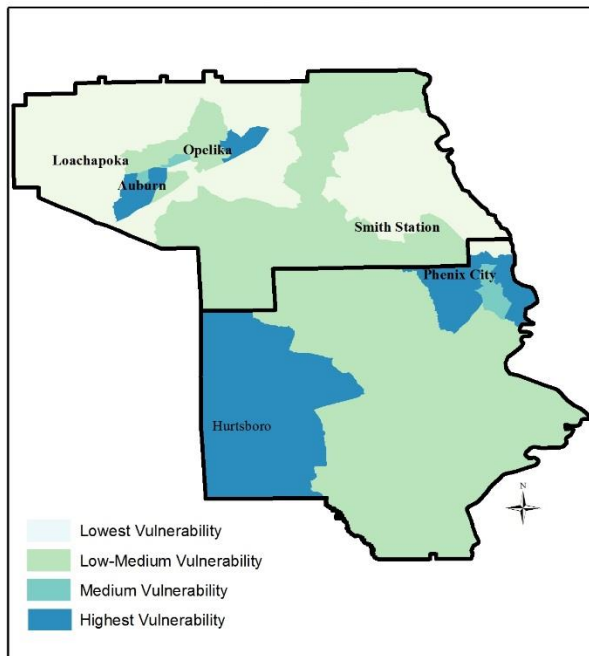 Opelika
Loachapoka
Auburn
Smith Station
Phenix City
Hurtsboro
N
Lowest Vulnerability
Low-Medium Vulnerability
Medium Vulnerability
Highest Vulnerability